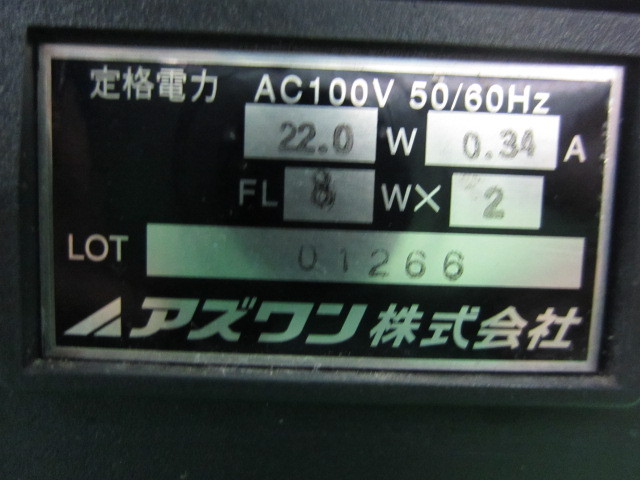 定格電力 AC100V 50/60Hz
22.0 W 0.34 A
FL 8 W× 2
LOT 01266
アズワン株式会社